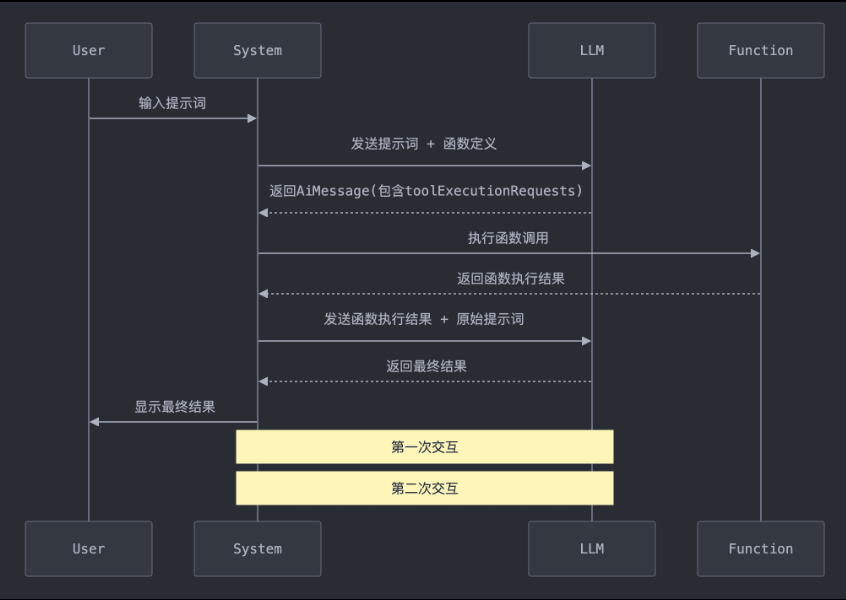 User System LLM Function
输入提示词
发送提示词 + 函数定义
返回AiMessage(包含toolExecutionRequests)
执行函数调用
返回函数执行结果
发送函数执行结果 + 原始提示词
返回最终结果
显示最终结果
第一次交互
第二次交互
User System LLM Function